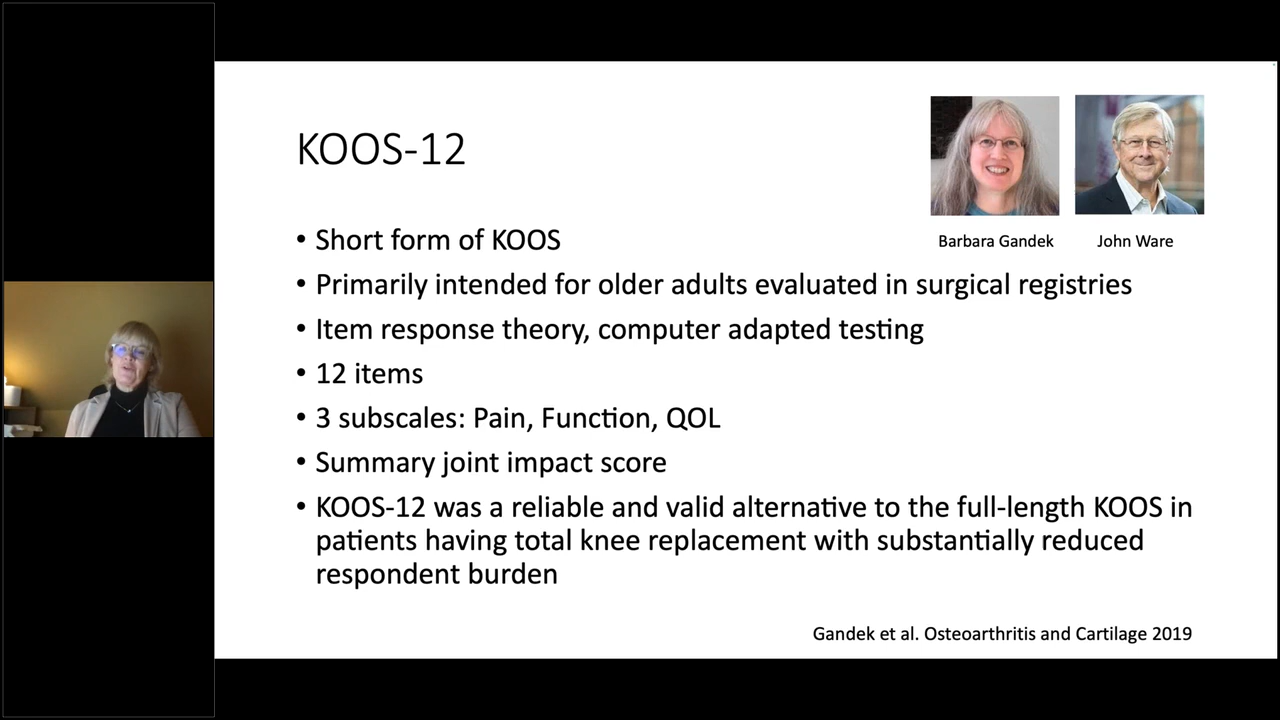 KOOS-12
Barbara Gandek
John Ware
• Short form of KOOS
• Primarily intended for older adults evaluated in surgical registries
• Item response theory, computer adapted testing
• 12 items
• 3 subscales: Pain, Function, QOL
• Summary joint impact score
• KOOS-12 was a reliable and valid alternative to the full-length KOOS in
patients having total knee replacement with substantially reduced
respondent burden
Gandek et al. Osteoarthritis and Cartilage 2019